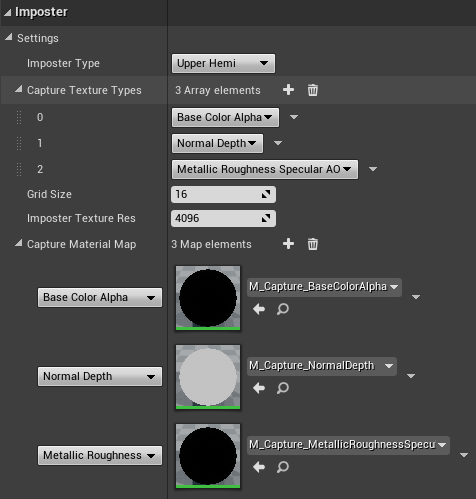 Imposter
Settings
Imposter Type Upper Hemi
Capture Texture Types 3 Array elements
0 Base Color Alpha
1 Normal Depth
2 Metallic Roughness Specular AO
Grid Size 16
Imposter Texture Res 4096
Capture Material Map 3 Map elements
Base Color Alpha M_Capture_BaseColorAlpha
Normal Depth M_Capture_NormalDepth
Metallic Roughness M_Capture_MetallicRoughnessSpecu